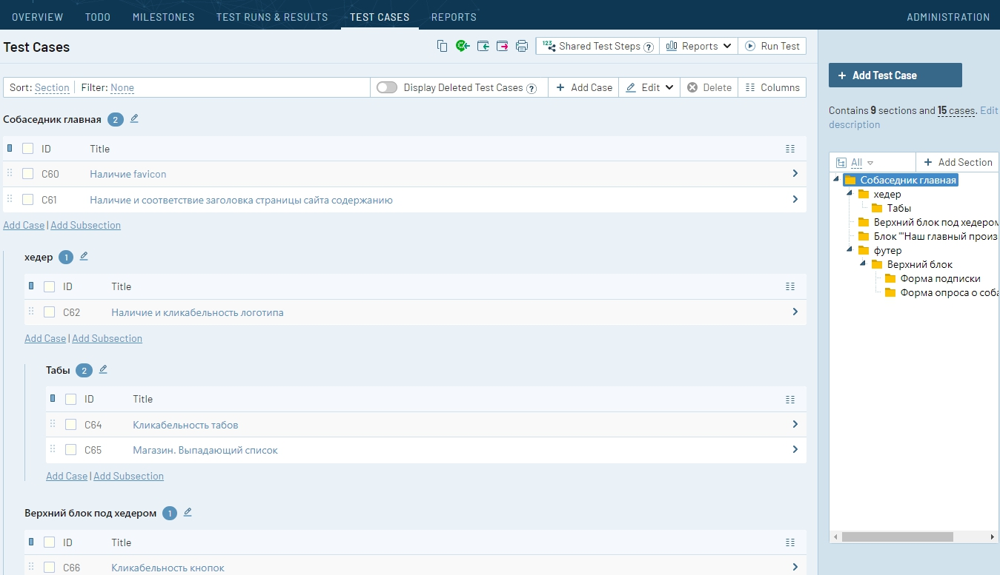 OVERVIEW TODO MILESTONES TEST RUNS & RESULTS TEST CASES REPORTS ADMINISTRATION
Test Cases
123 Shared Test Steps ? Reports Run Test
+ Add Test Case
Sort: Section Filter: None
Display Deleted Test Cases ? + Add Case Edit Delete Columns
Contains 9 sections and 15 cases. Edit
description
Собаседник главная 2
ID Title
C60 Наличие favicon
C61 Наличие и соответствие заголовка страницы сайта содержанию
Add Case | Add Subsection
хедер 1
ID Title
C62 Наличие и кликабельность логотипа
Add Case | Add Subsection
Табы 2
ID Title
C64 Кликабельность табов
C65 Магазин. Выпадающий список
Add Case | Add Subsection
Верхний блок под хедером 1
ID Title
C66 Кликабельность кнопок
All + Add Section
Собаседник главная
хедер
Табы
Верхний блок под хедером
Блок ""Наш главный произ
футер
Верхний блок
Форма подписки
Форма опроса о соба